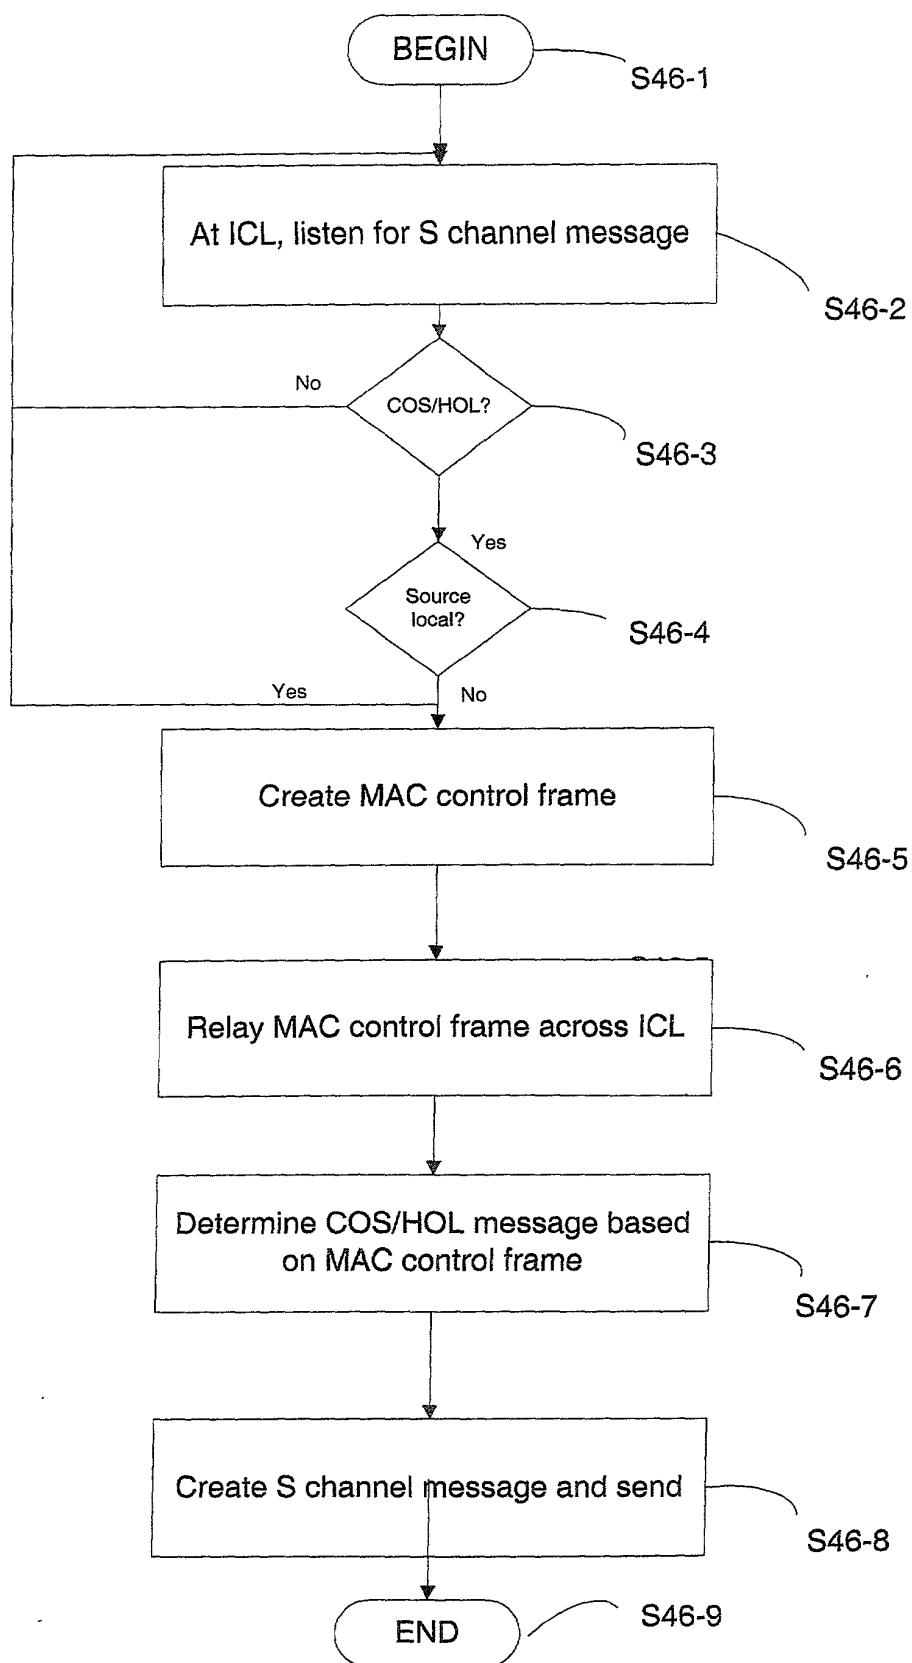 BEGIN
S46-1
At ICL, listen for S channel message
S46-2
No
COS/HOL?
S46-3
Yes
Source
local?
S46-4
Yes
No
Create MAC control frame
S46-5
Relay MAC control frame across ICL
S46-6
Determine COS/HOL message based
on MAC control frame
S46-7
Create S channel message and send
S46-8
END
S46-9